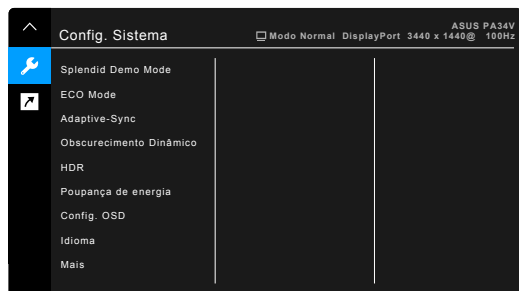 ASUS PA34V
Config. Sistema
Modo Normal DisplayPort 3440 x 1440@ 100Hz
Splendid Demo Mode
ECO Mode
Adaptive-Sync
Obscurecimento Dinâmico
HDR
Poupança de energia
Config. OSD
Idioma
Mais